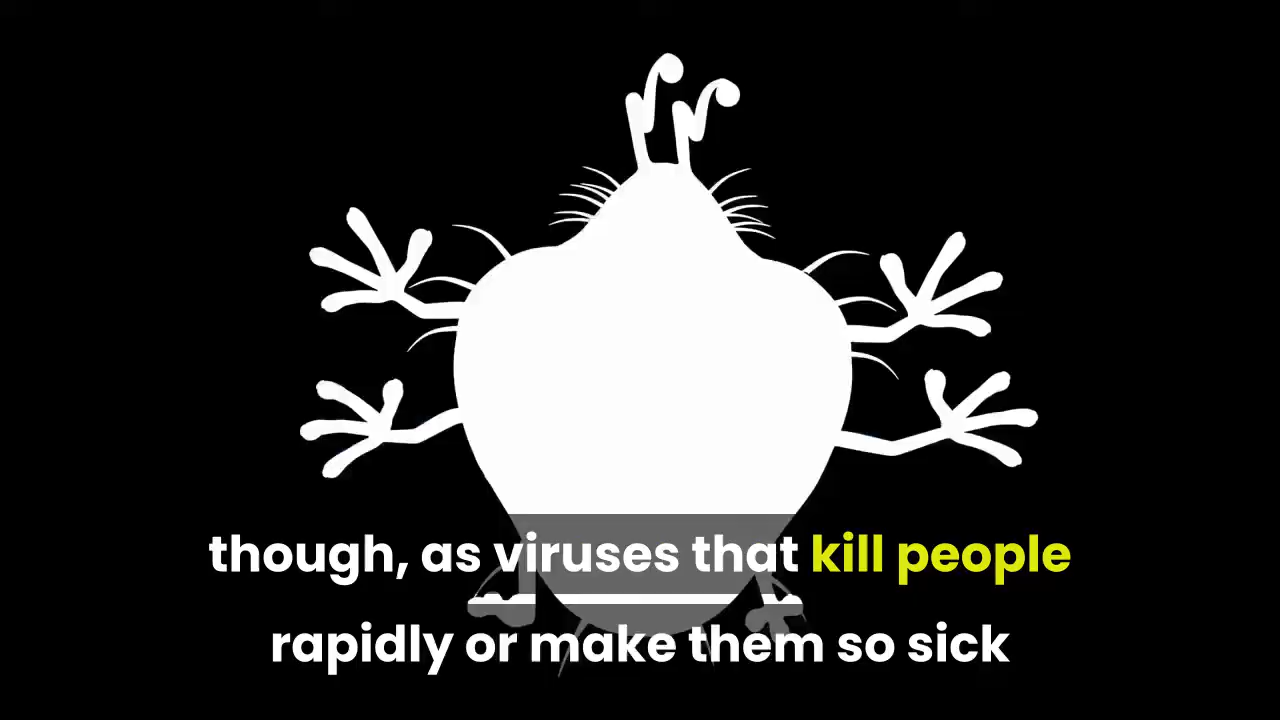 though, as viruses that kill people
rapidly or make them so sick